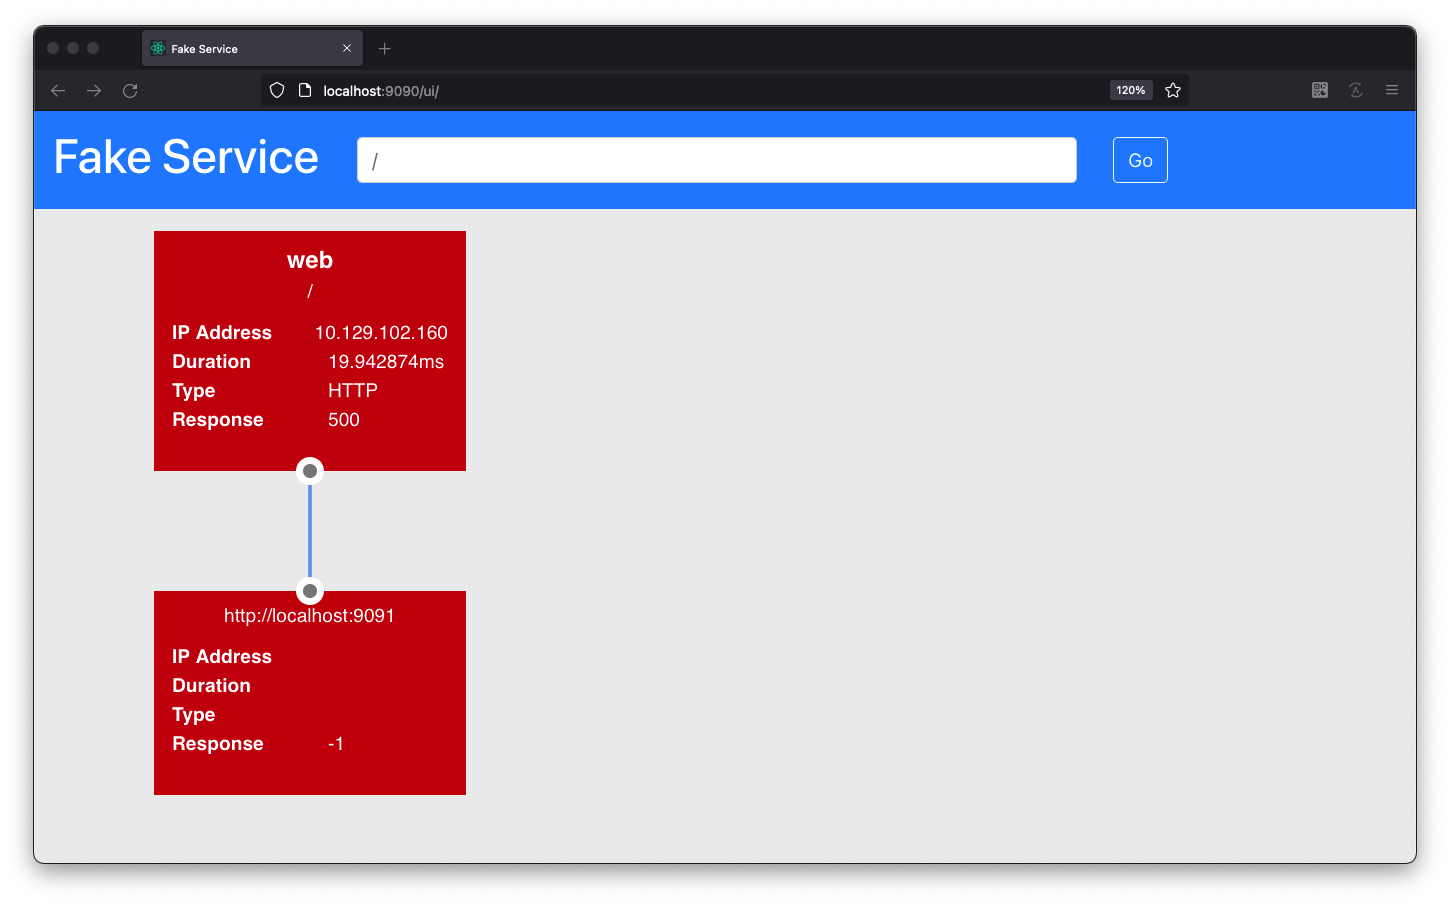 Fake Service
localhost:9090/ui/
120%
Fake Service
/
Go
web
/
IP Address 10.129.102.160
Duration 19.942874ms
Type HTTP
Response 500
http://localhost:9091
IP Address
Duration
Type
Response -1